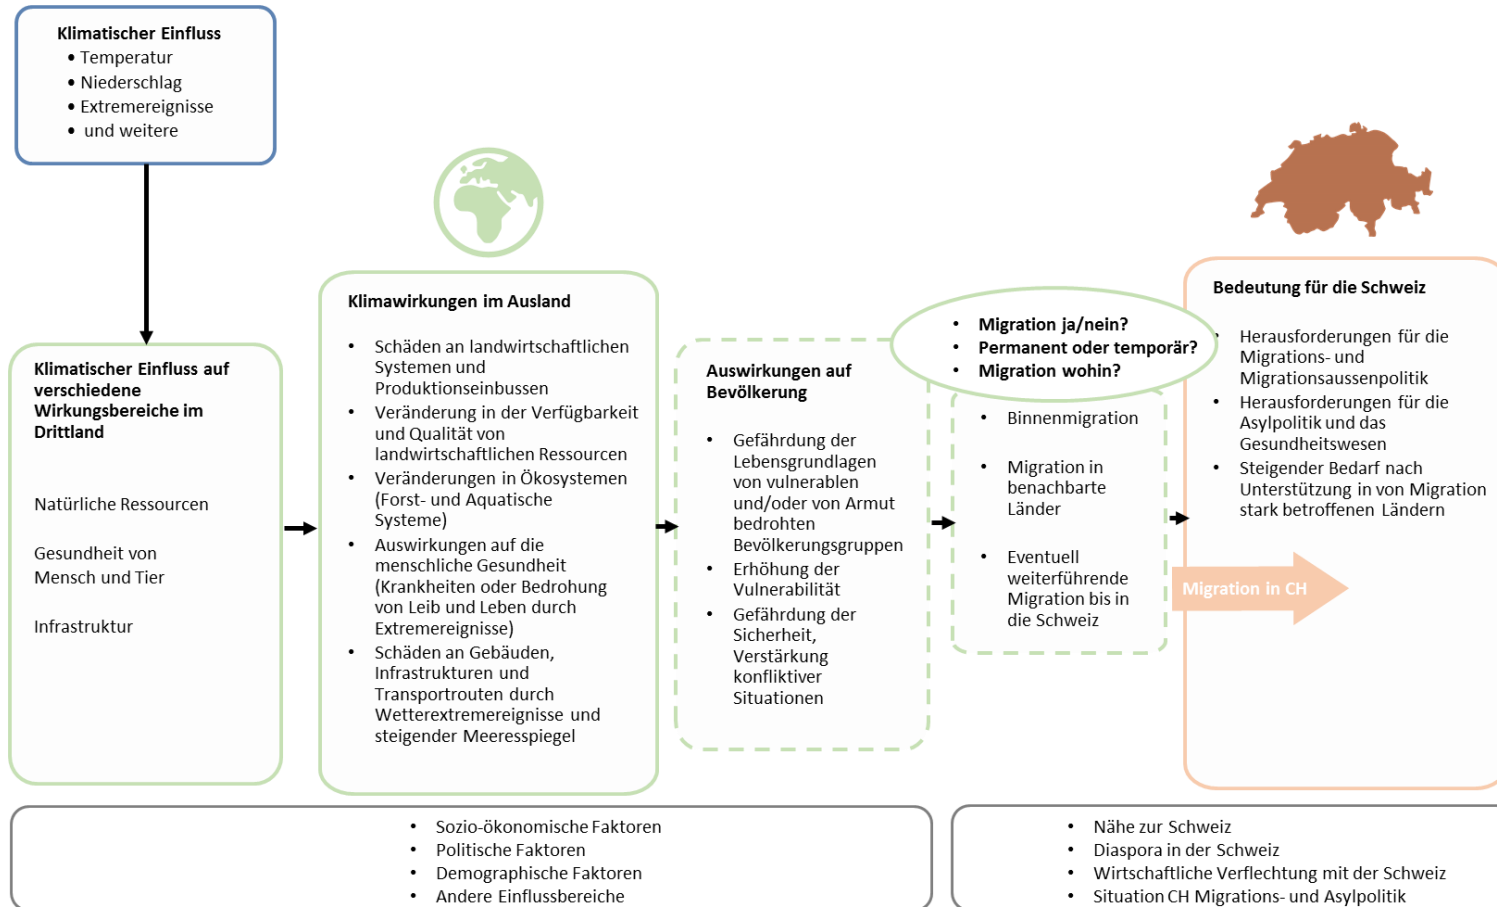 Klimatischer Einfluss
• Temperatur
• Niederschlag
• Extremereignisse
• und weitere
Klimatischer Einfluss auf
verschiedene
Wirkungsbereiche im
Drittland
Natürliche Ressourcen
Gesundheit von
Mensch und Tier
Infrastruktur
Klimawirkungen im Ausland
• Schäden an landwirtschaftlichen
Systemen und
Produktionseinbussen
• Veränderung in der Verfügbarkeit
und Qualität von
landwirtschaftlichen Ressourcen
• Veränderungen in Ökosystemen
(Forst- und Aquatische
Systeme)
• Auswirkungen auf die
menschliche Gesundheit
(Krankheiten oder Bedrohung
von Leib und Leben durch
Extremereignisse)
• Schäden an Gebäuden,
Infrastrukturen und
Transportrouten durch
Wetterextremereignisse und
steigender Meeresspiegel
Auswirkungen auf
Bevölkerung
• Gefährdung der
Lebensgrundlagen
von vulnerablen
und/oder von Armut
bedrohten
Bevölkerungsgruppen
• Erhöhung der
Vulnerabilität
• Gefährdung der
Sicherheit,
Verstärkung
konfliktiver
Situationen
• Migration ja/nein?
• Permanent oder temporär?
• Migration wohin?
• Binnenmigration
• Migration in
benachbarte
Länder
• Eventuell
weiterführende
Migration bis in
die Schweiz
Bedeutung für die Schweiz
• Herausforderungen für die
Migrations- und
Migrationsaussenpolitik
• Herausforderungen für die
Asylpolitik und das
Gesundheitswesen
• Steigender Bedarf nach
Unterstützung in von Migration
stark betroffenen Ländern
Migration in CH
• Sozio-ökonomische Faktoren
• Politische Faktoren
• Demographische Faktoren
• Andere Einflussbereiche
• Nähe zur Schweiz
• Diaspora in der Schweiz
• Wirtschaftliche Verflechtung mit der Schweiz
• Situation CH Migrations- und Asylpolitik